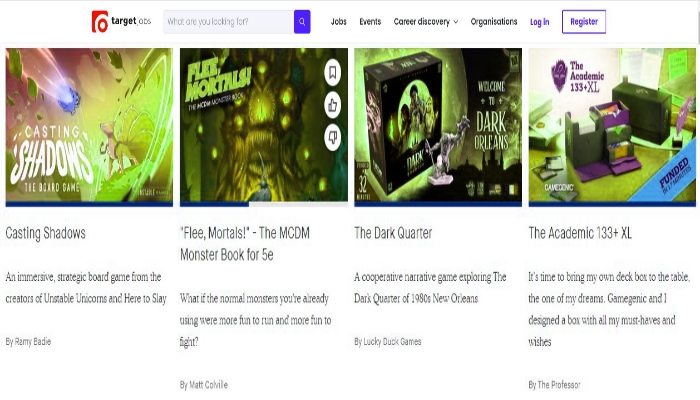 targetjobs
What are you looking for?
Jobs
Events
Career discovery
Organisations
Log in
Register
CASTING
SHADOWS
THE BOARD GAME
UNSTABLE
FLEE,
MORTALS!
THE MCDM MONSTER BOOK
WELCOME
TO
DARK
ORLEANS
DARK
FUNDED
32
MINUTES
The
Academic
133+XL
GAMEGENIC
FUNDED
Casting Shadows
An immersive, strategic board game from the
creators of Unstable Unicorns and Here to Slay
By Ramy Badie
"Flee, Mortals!" - The MCDM
Monster Book for 5e
What if the normal monsters you're already
using were more fun to run and more fun to
fight?
By Matt Colville
The Dark Quarter
A cooperative narrative game exploring The
Dark Quarter of 1980s New Orleans
By Lucky Duck Games
The Academic 133+ XL
It's time to bring my own deck box to the table,
the one of my dreams. Gamegenic and I
designed a box with all my must-haves and
wishes
By The Professor